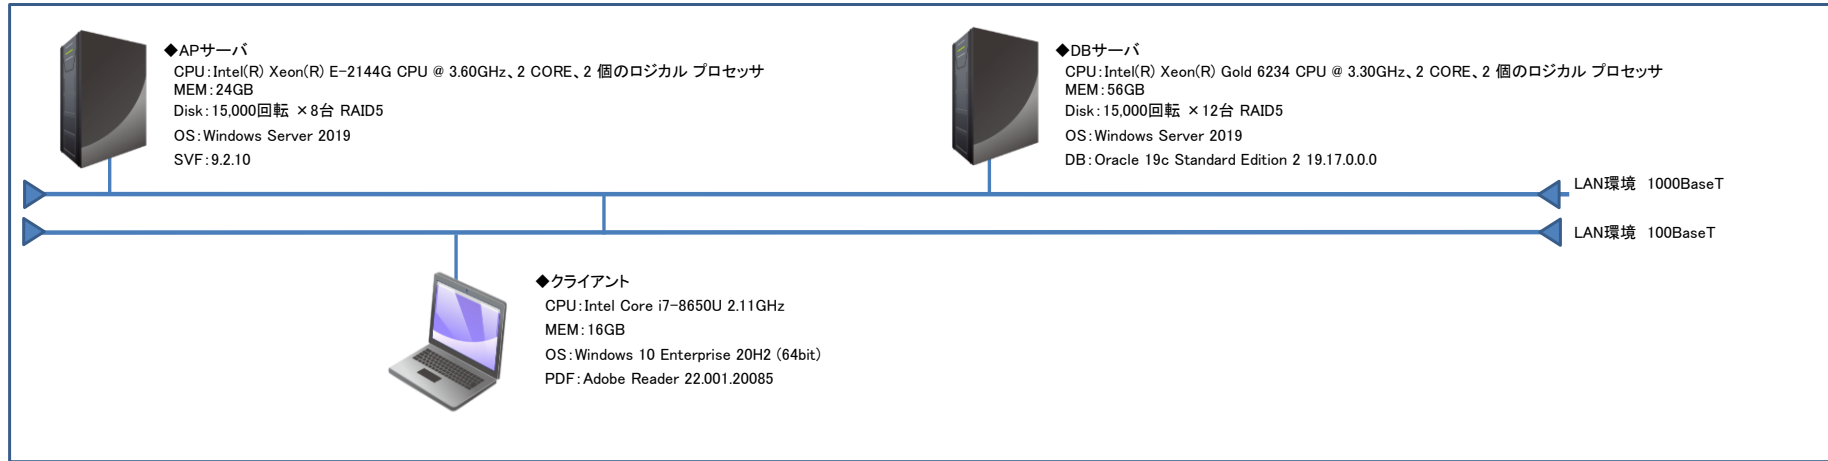 ◆APサーバ
CPU:Intel(R) Xeon(R) E-2144G CPU @ 3.60GHz、2 CORE、2 個のロジカル プロセッサ
MEM:24GB
Disk:15,000回転 ×8台 RAID5
OS:Windows Server 2019
SVF:9.2.10
◆DBサーバ
CPU:Intel(R) Xeon(R) Gold 6234 CPU @ 3.30GHz、2 CORE、2 個のロジカル プロセッサ
MEM:56GB
Disk:15,000回転 ×12台 RAID5
OS:Windows Server 2019
DB:Oracle 19c Standard Edition 2 19.17.0.0.0
LAN環境 1000BaseT
LAN環境 100BaseT
◆クライアント
CPU:Intel Core i7-8650U 2.11GHz
MEM:16GB
OS:Windows 10 Enterprise 20H2 (64bit)
PDF:Adobe Reader 22.001.20085